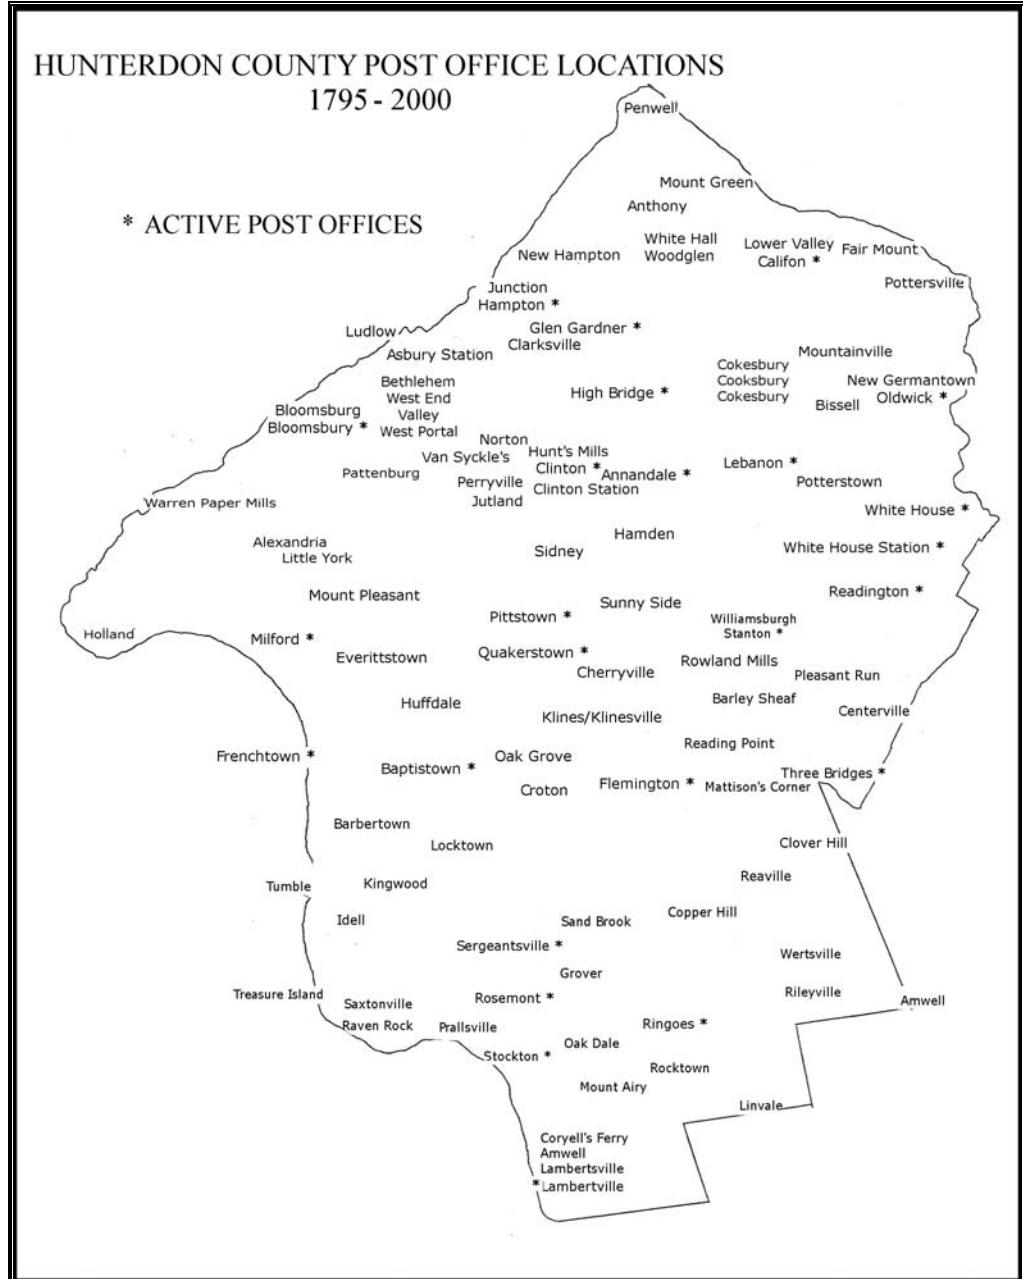 HUNTERDON COUNTY POST OFFICE LOCATIONS
1795 - 2000
Penwell
Mount Green
Anthony
* ACTIVE POST OFFICES
White Hall
Woodglen
Lower Valley
Califon *
Fair Mount
New Hampton
Pottersville
Junction
Hampton *
Glen Gardner *
Clarksville
Ludlow
Asbury Station
Mountainville
Cokesbury
Cooksbury
Cokesbury
New Germantown
Oldwick *
Bissell
Bethlehem
West End
Valley
West Portal
High Bridge *
Bloomsburg
Bloomsbury *
Norton
Van Syckle's
Hunt's Mills
Clinton *
Clinton Station
Annandale *
Lebanon *
Pattenburg
Perryville
Jutland
Potterstown
Warren Paper Mills
White House *
Hamden
Alexandria
Little York
Sidney
White House Station *
Mount Pleasant
Readington *
Sunny Side
Pittstown *
Williamsburgh
Stanton *
Holland
Milford *
Everittstown
Quakerstown *
Cherryville
Rowland Mills
Pleasant Run
Huffdale
Barley Sheaf
Centerville
Klines/Klinesville
Reading Point
Frenchtown *
Baptistown *
Oak Grove
Three Bridges *
Croton
Flemington *
Mattison's Corner
Barbertown
Locktown
Clover Hill
Reaville
Tumble
Kingwood
Idell
Sand Brook
Copper Hill
Sergeantsville *
Wertsville
Grover
Treasure Island
Rileyville
Saxtonville
Rosemont *
Amwell
Raven Rock
Prallsville
Ringoes *
Oak Dale
Stockton *
Rocktown
Mount Airy
Linvale
Coryell's Ferry
Amwell
Lambertsville
*Lambertville